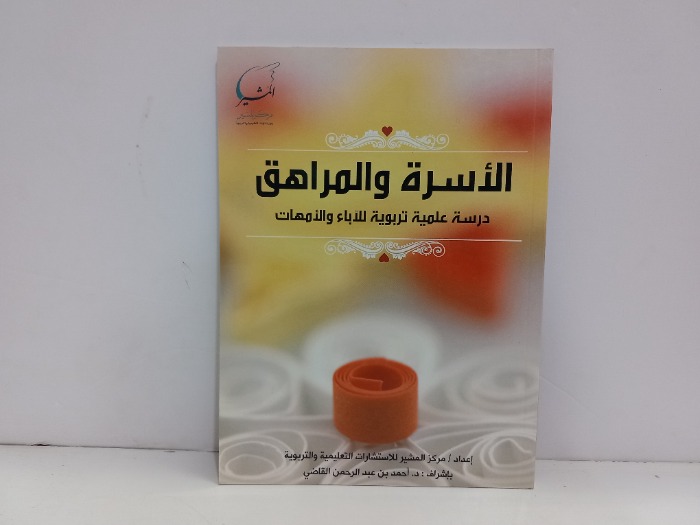 المشير
الأسرة والمراهق
درسة علمية تربوية للآباء والأمهات
إعداد / مركز المشير للاستشارات التعليمية والتربوية
بإشراف : د. أحمد بن عبد الرحمن القاضي